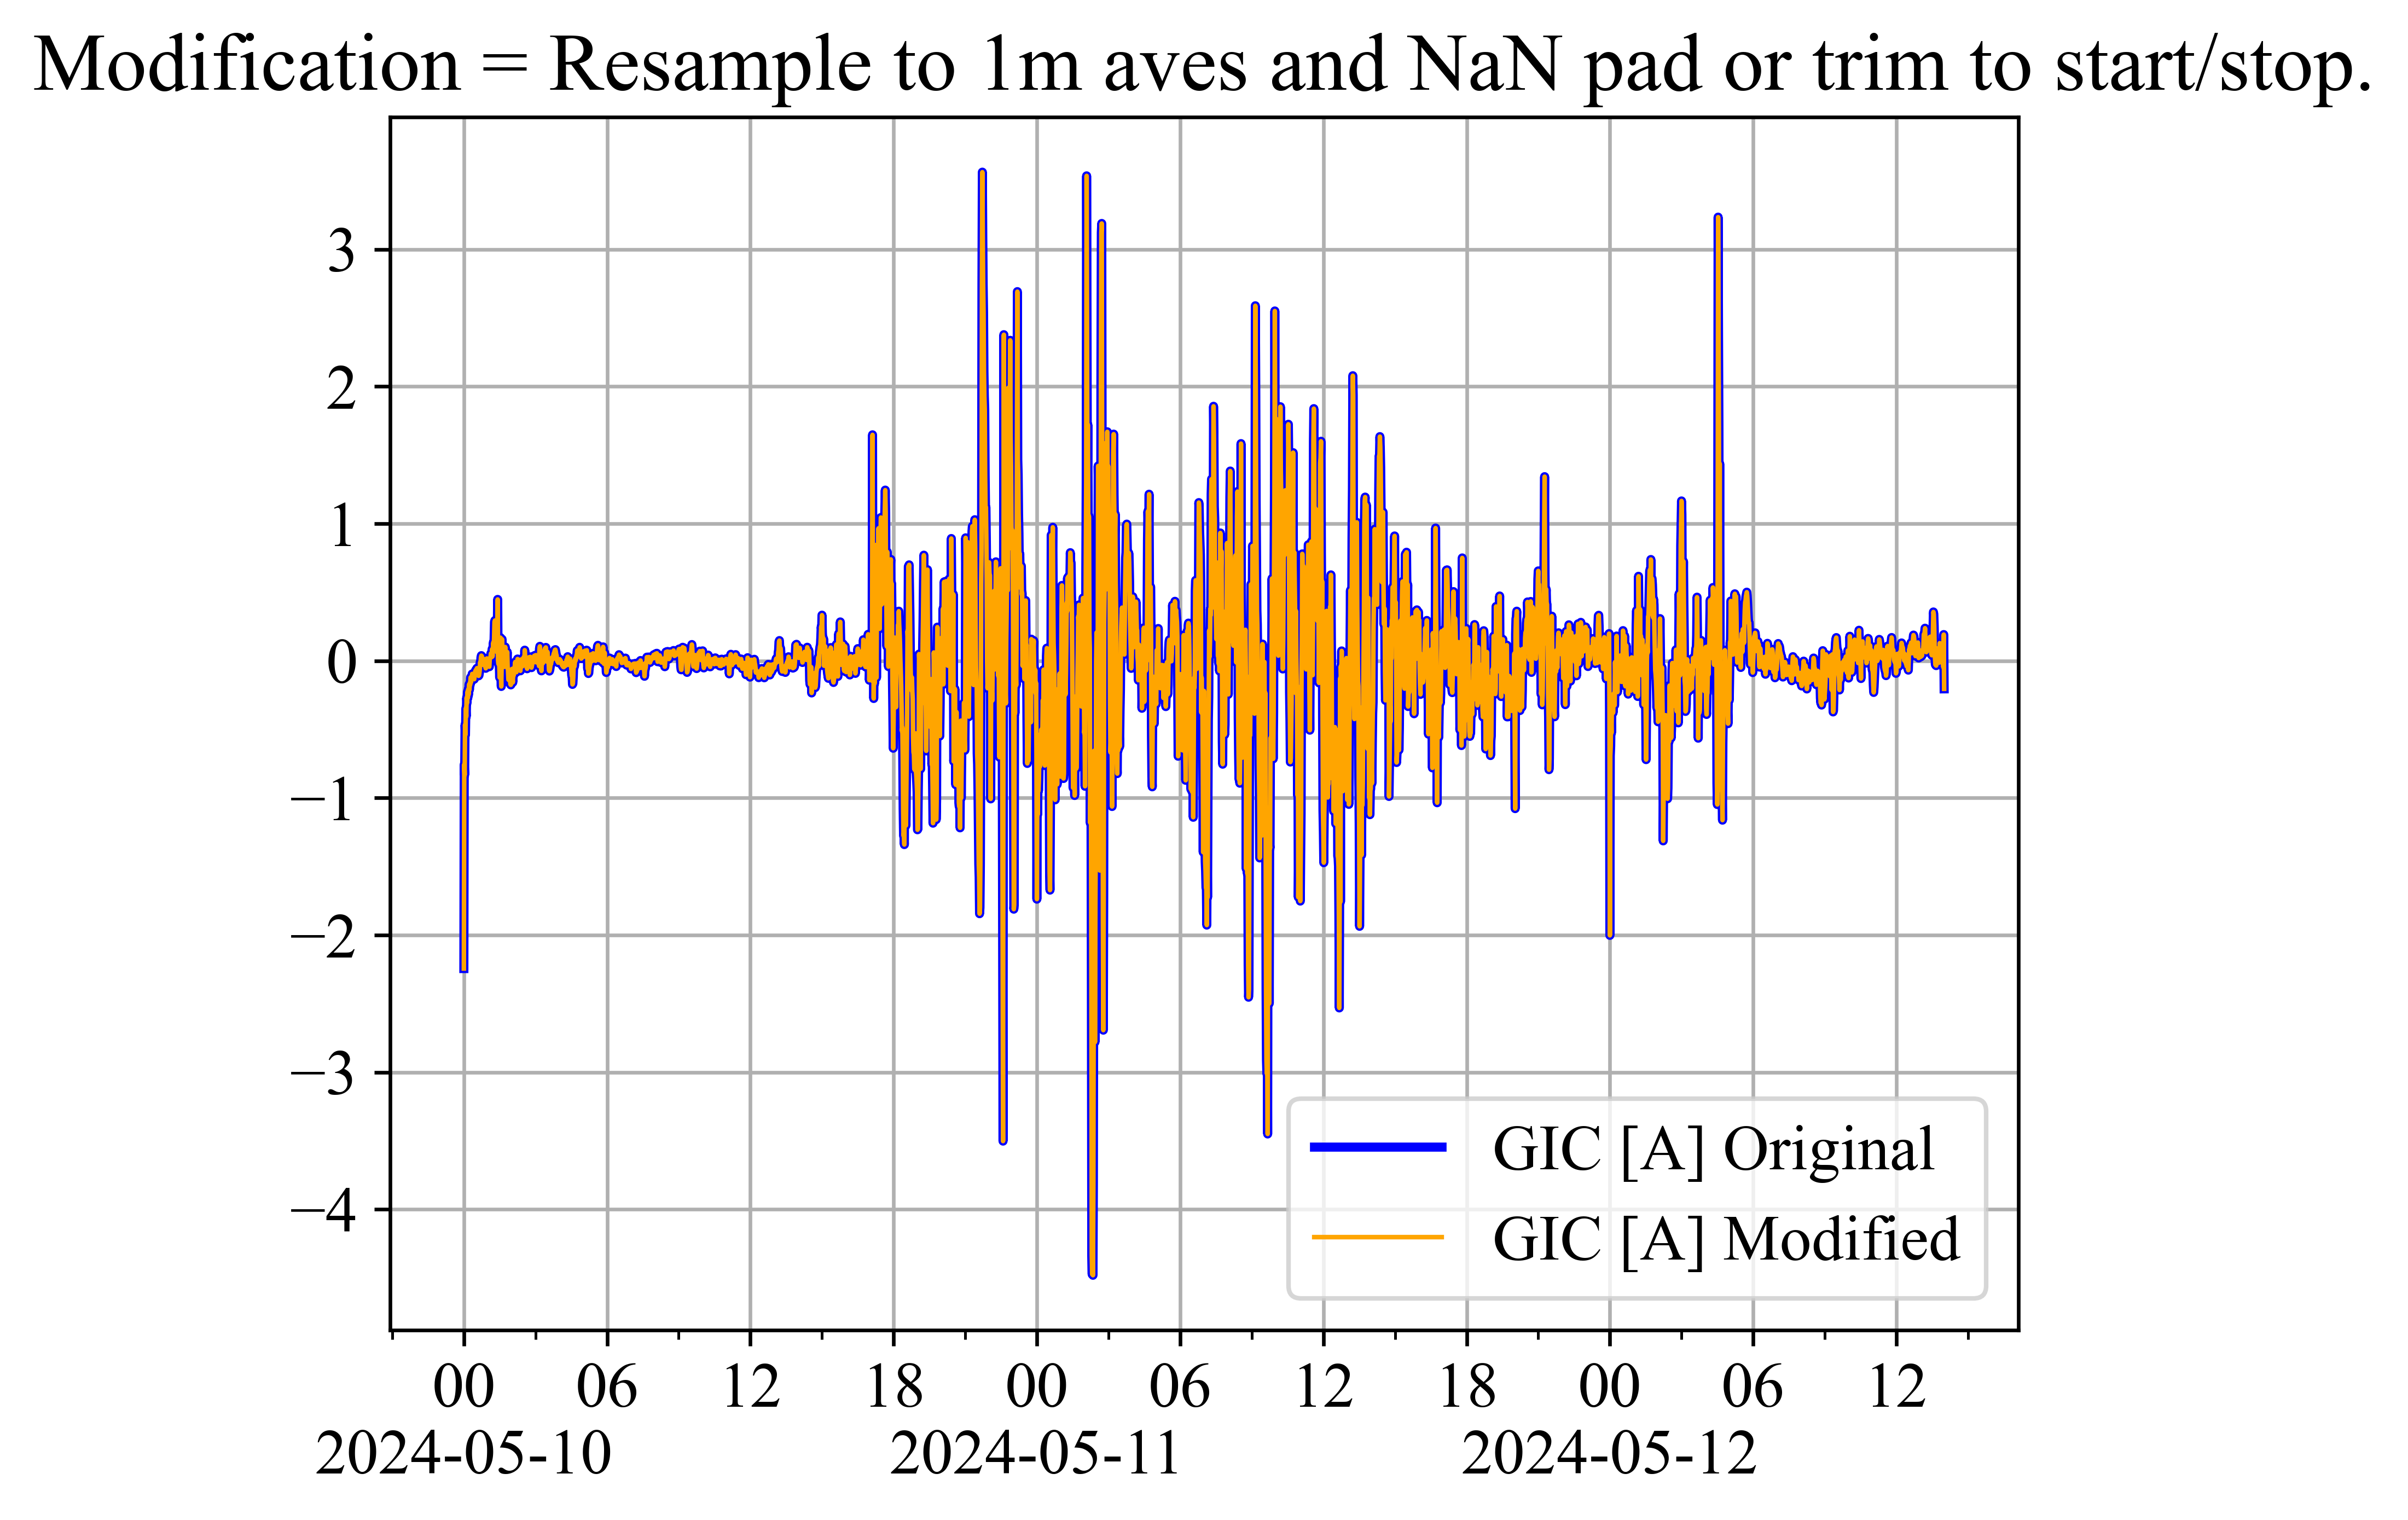 Modification = Resample to 1m aves and NaN pad or trim to start/stop.
3
2
1
0
−1
−2
−3
−4
GIC [A] Original
GIC [A] Modified
00 06 12 18 00 06 12 18 00 06 12
2024-05-10 2024-05-11 2024-05-12